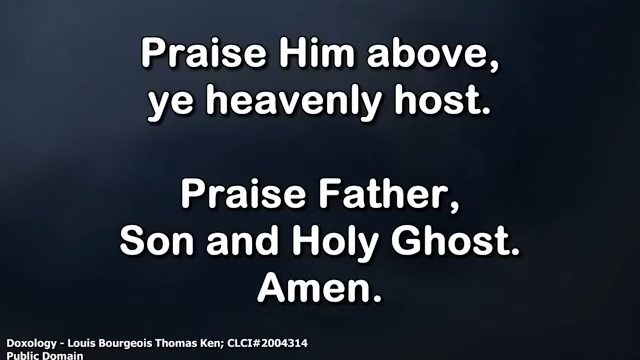 Praise Him above,
ye heavenly host.
Praise Father,
Son and Holy Ghost.
Amen.
Doxology - Louis Bourgeois Thomas Ken; CLCI#2004314
Public Domain